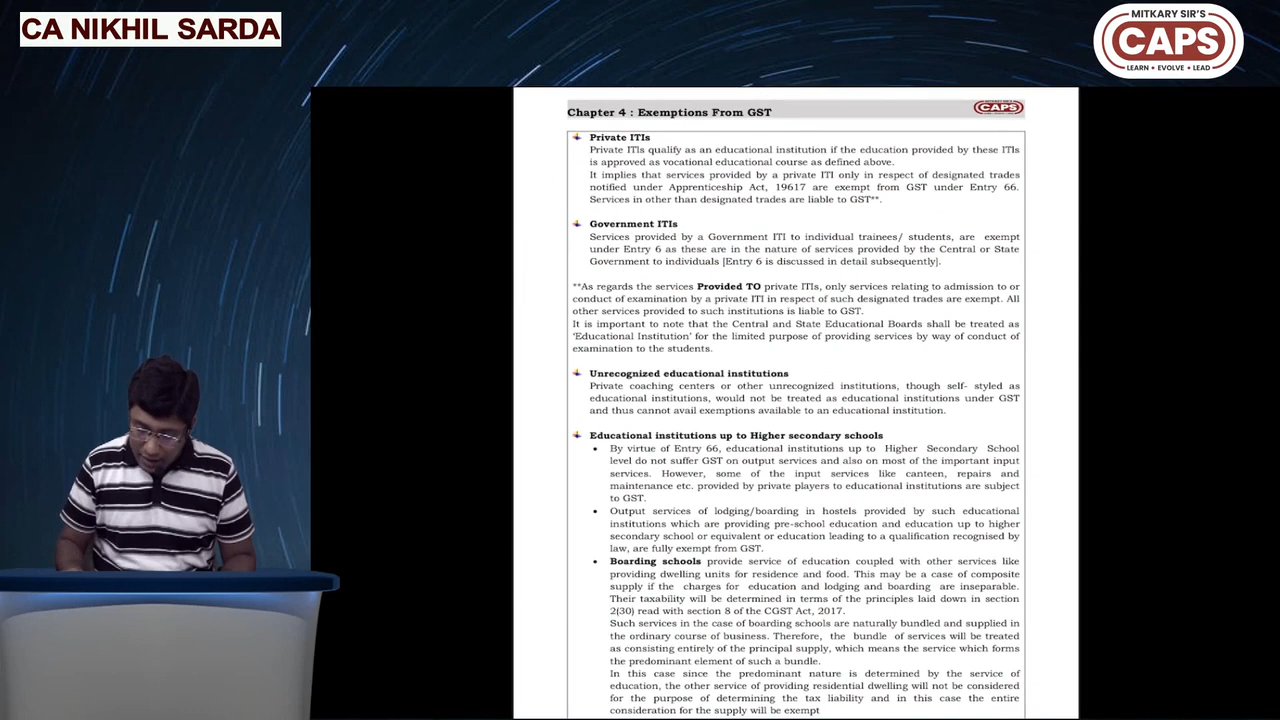 CA NIKHIL SARDA
MITKARY SIR'S
CAPS
LEARN • EVOLVE • LEAD
Chapter 4 : Exemptions From GST
CAPS
Private ITIs
Private ITIs qualify as an educational institution if the education provided by these ITIs
is approved as vocational educational course as defined above.
It implies that services provided by a private ITI only in respect of designated trades
notified under Apprenticeship Act, 19617 are exempt from GST under Entry 66.
Services in other than designated trades are liable to GST**.
Government ITIs
Services provided by a Government ITI to individual trainees/ students, are exempt
under Entry 6 as these are in the nature of services provided by the Central or State
Government to individuals [Entry 6 is discussed in detail subsequently].
**As regards the services Provided TO private ITIs, only services relating to admission to or
conduct of examination by a private ITI in respect of such designated trades are exempt. All
other services provided to such institutions is liable to GST.
It is important to note that the Central and State Educational Boards shall be treated as
'Educational Institution' for the limited purpose of providing services by way of conduct of
examination to the students.
Unrecognized educational institutions
Private coaching centers or other unrecognized institutions, though self- styled as
educational institutions, would not be treated as educational institutions under GST
and thus cannot avail exemptions available to an educational institution.
Educational institutions up to Higher secondary schools
• By virtue of Entry 66, educational institutions up to Higher Secondary School
level do not suffer GST on output services and also on most of the important input
services. However, some of the input services like canteen, repairs and
maintenance etc. provided by private players to educational institutions are subject
to GST.
• Output services of lodging/boarding in hostels provided by such educational
institutions which are providing pre-school education and education up to higher
secondary school or equivalent or education leading to a qualification recognised by
law, are fully exempt from GST.
• Boarding schools provide service of education coupled with other services like
providing dwelling units for residence and food. This may be a case of composite
supply if the charges for education and lodging and boarding are inseparable.
Their taxability will be determined in terms of the principles laid down in section
2(30) read with section 8 of the CGST Act, 2017.
Such services in the case of boarding schools are naturally bundled and supplied in
the ordinary course of business. Therefore, the bundle of services will be treated
as consisting entirely of the principal supply, which means the service which forms
the predominant element of such a bundle.
In this case since the predominant nature is determined by the service of
education, the other service of providing residential dwelling will not be considered
for the purpose of determining the tax liability and in this case the entire
consideration for the supply will be exempt